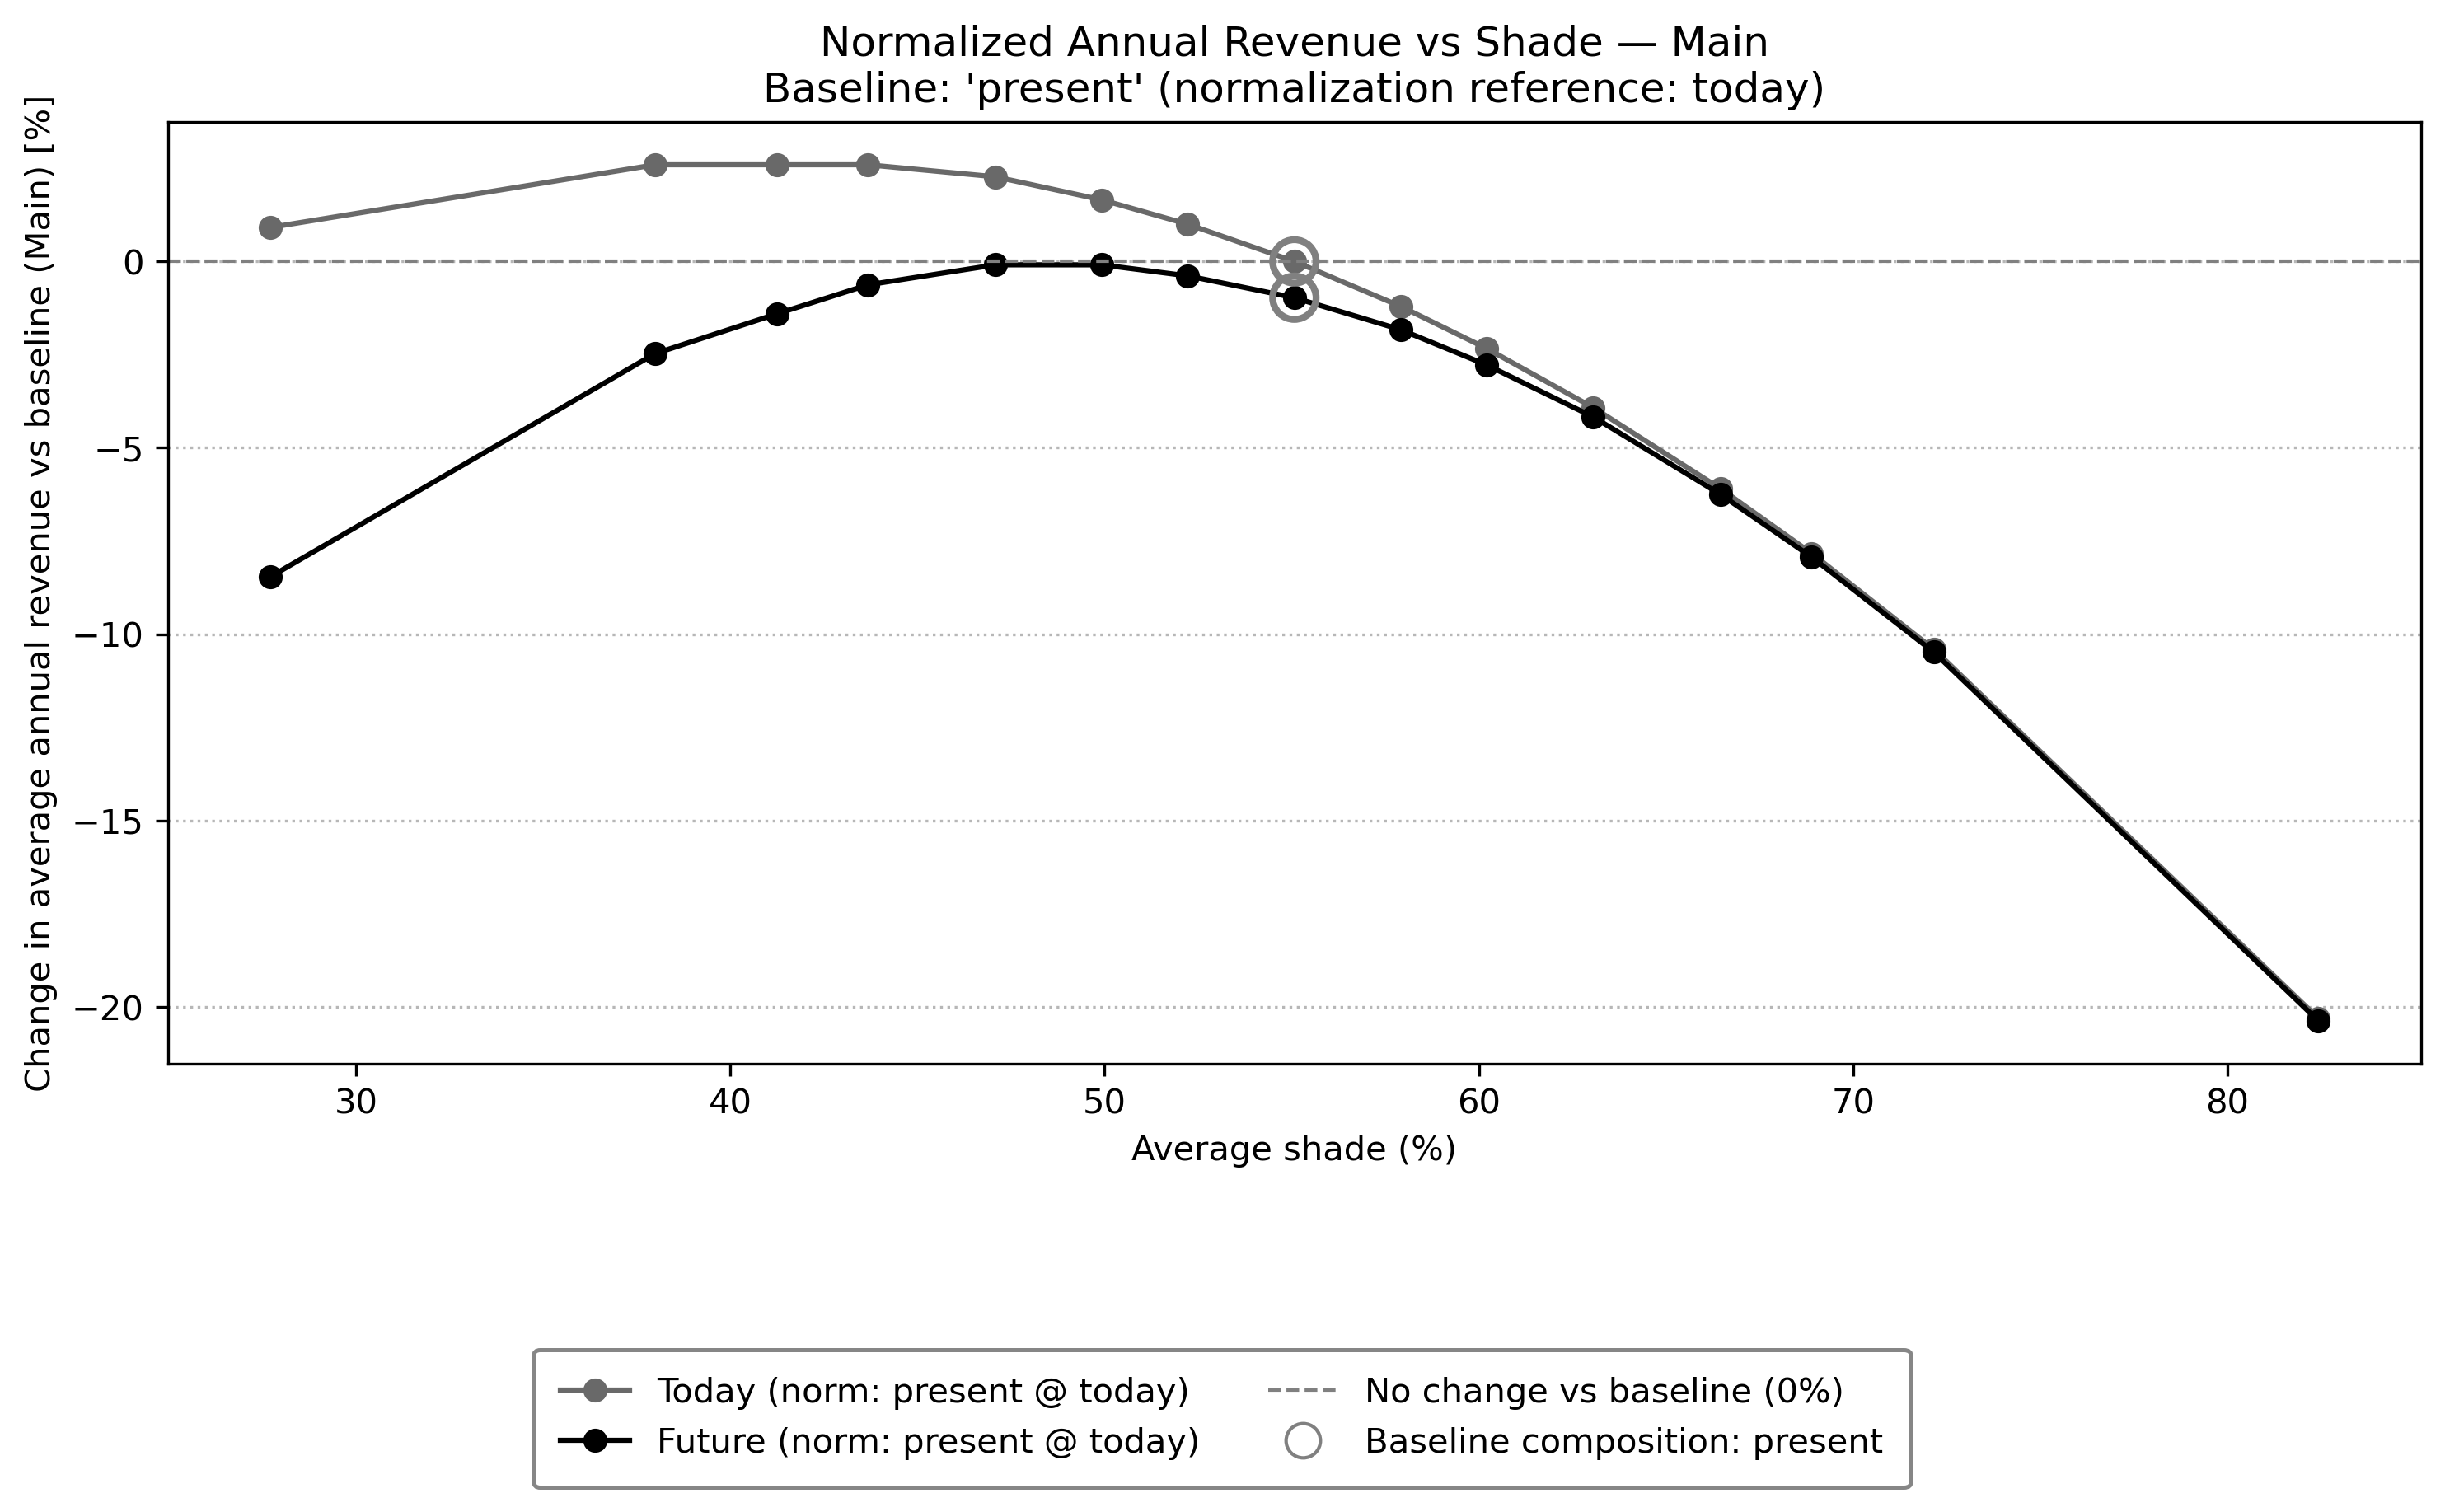 Normalized Annual Revenue vs Shade — Main
Baseline: 'present' (normalization reference: today)
Change in average annual revenue vs baseline (Main) [%]
0
−5
−10
−15
−20
30 40 50 60 70 80
Average shade (%)
Today (norm: present @ today)
Future (norm: present @ today)
No change vs baseline (0%)
Baseline composition: present